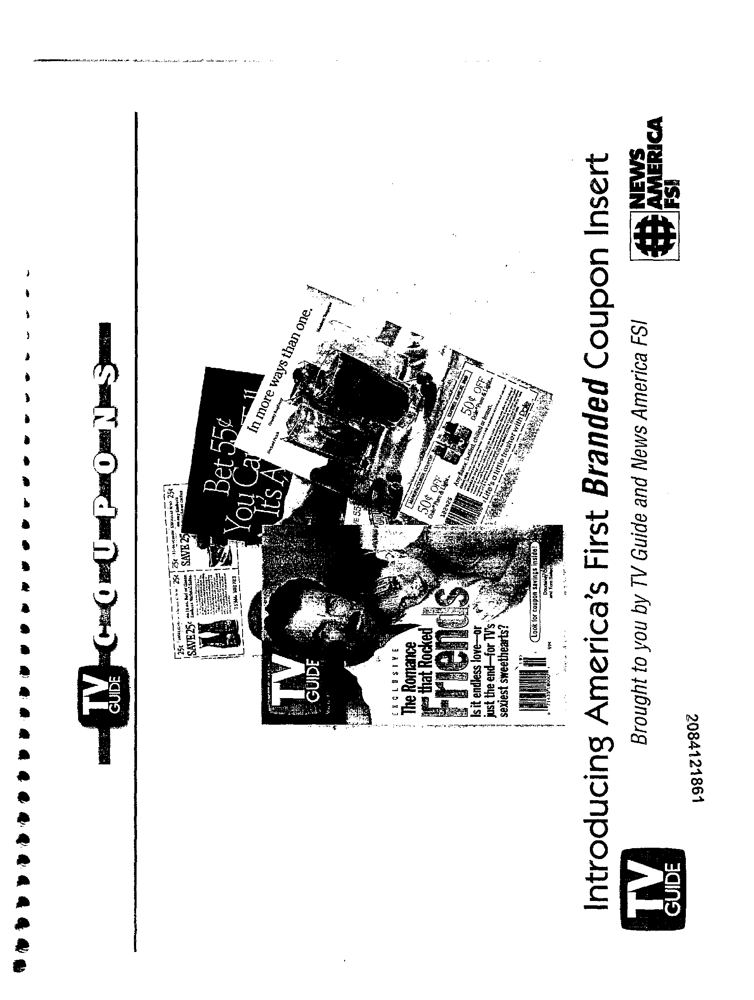 TV
GUIDE
COUPONS
SAVE 25¢
SAVE 25¢
Bet 55¢
You Ca
It's A
In more ways than one.
50¢ OFF
50¢ OFF
TV
GUIDE
EXCLUSIVE
The Romance
that Rocked
Friends
Is it endless love—or
just the end—for TV's
sexiest sweethearts?
Look for coupon savings inside!
Introducing America's First Branded Coupon Insert
Brought to you by TV Guide and News America FSI
TV
GUIDE
NEWS
AMERICA
FSI
2084121861